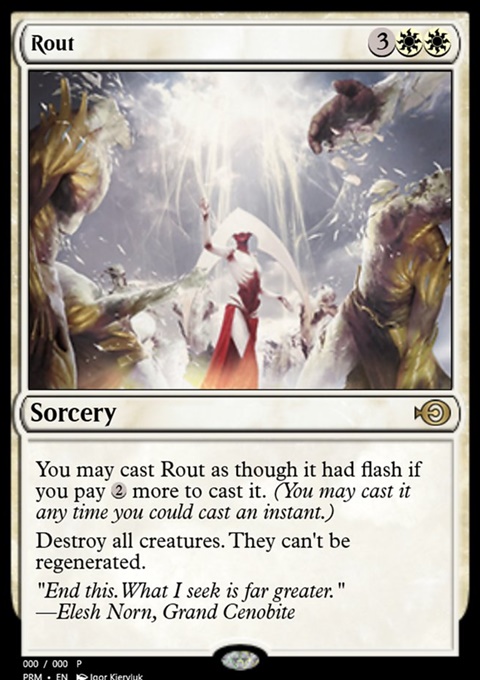 Rout 3
Sorcery
You may cast Rout as though it had flash if
you pay 2 more to cast it. (You may cast it
any time you could cast an instant.)
Destroy all creatures. They can't be
regenerated.
"End this. What I seek is far greater."
—Elesh Norn, Grand Cenobite
000 / 000 P
PRM • EN Igor Kieryluk